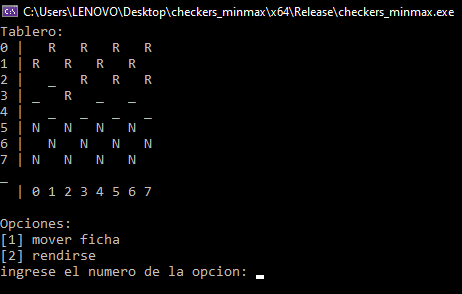 C:\Users\LENOVO\Desktop\checkers_minmax\x64\Release\checkers_minmax.exe
Tablero:
0 |   R   R   R   R
1 | R   R   R   R
2 |   _   R   R   R
3 | _   R   _   _
4 |   _   _   _   _
5 | N   N   N   N
6 |   N   N   N   N
7 | N   N   N   N
_
  | 0 1 2 3 4 5 6 7
Opciones:
[1] mover ficha
[2] rendirse
ingrese el numero de la opcion: _